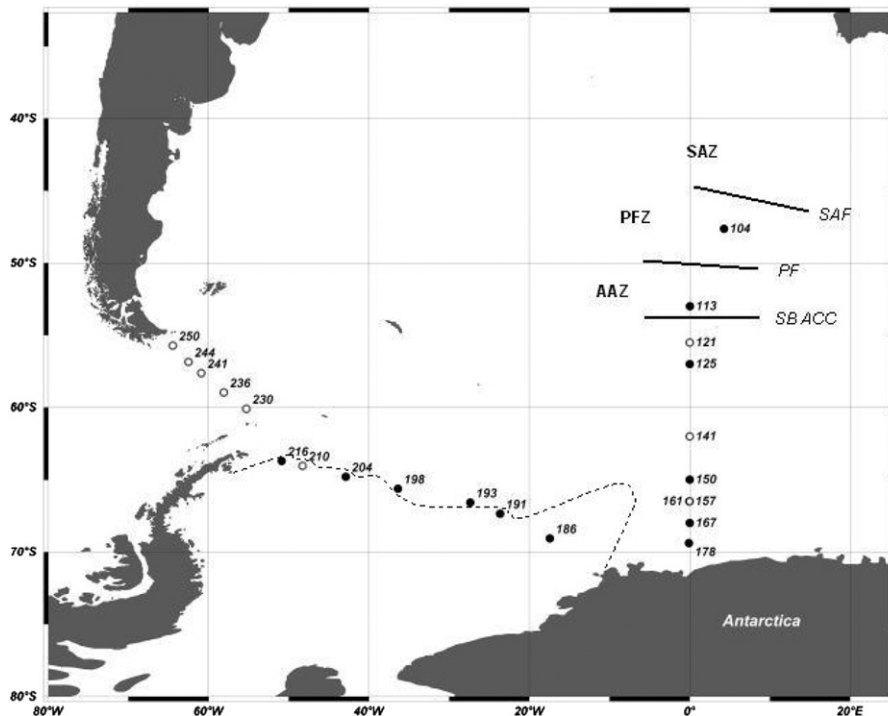 40°S
50°S
60°S
70°S
80°S
80°W
60°W
40°W
20°W
0°
20°E
SAZ
SAF
PFZ
104
PF
AAZ
113
SB ACC
121
125
250
244
241
236
230
141
216
210
204
198
150
193
161
157
191
167
186
178
Antarctica